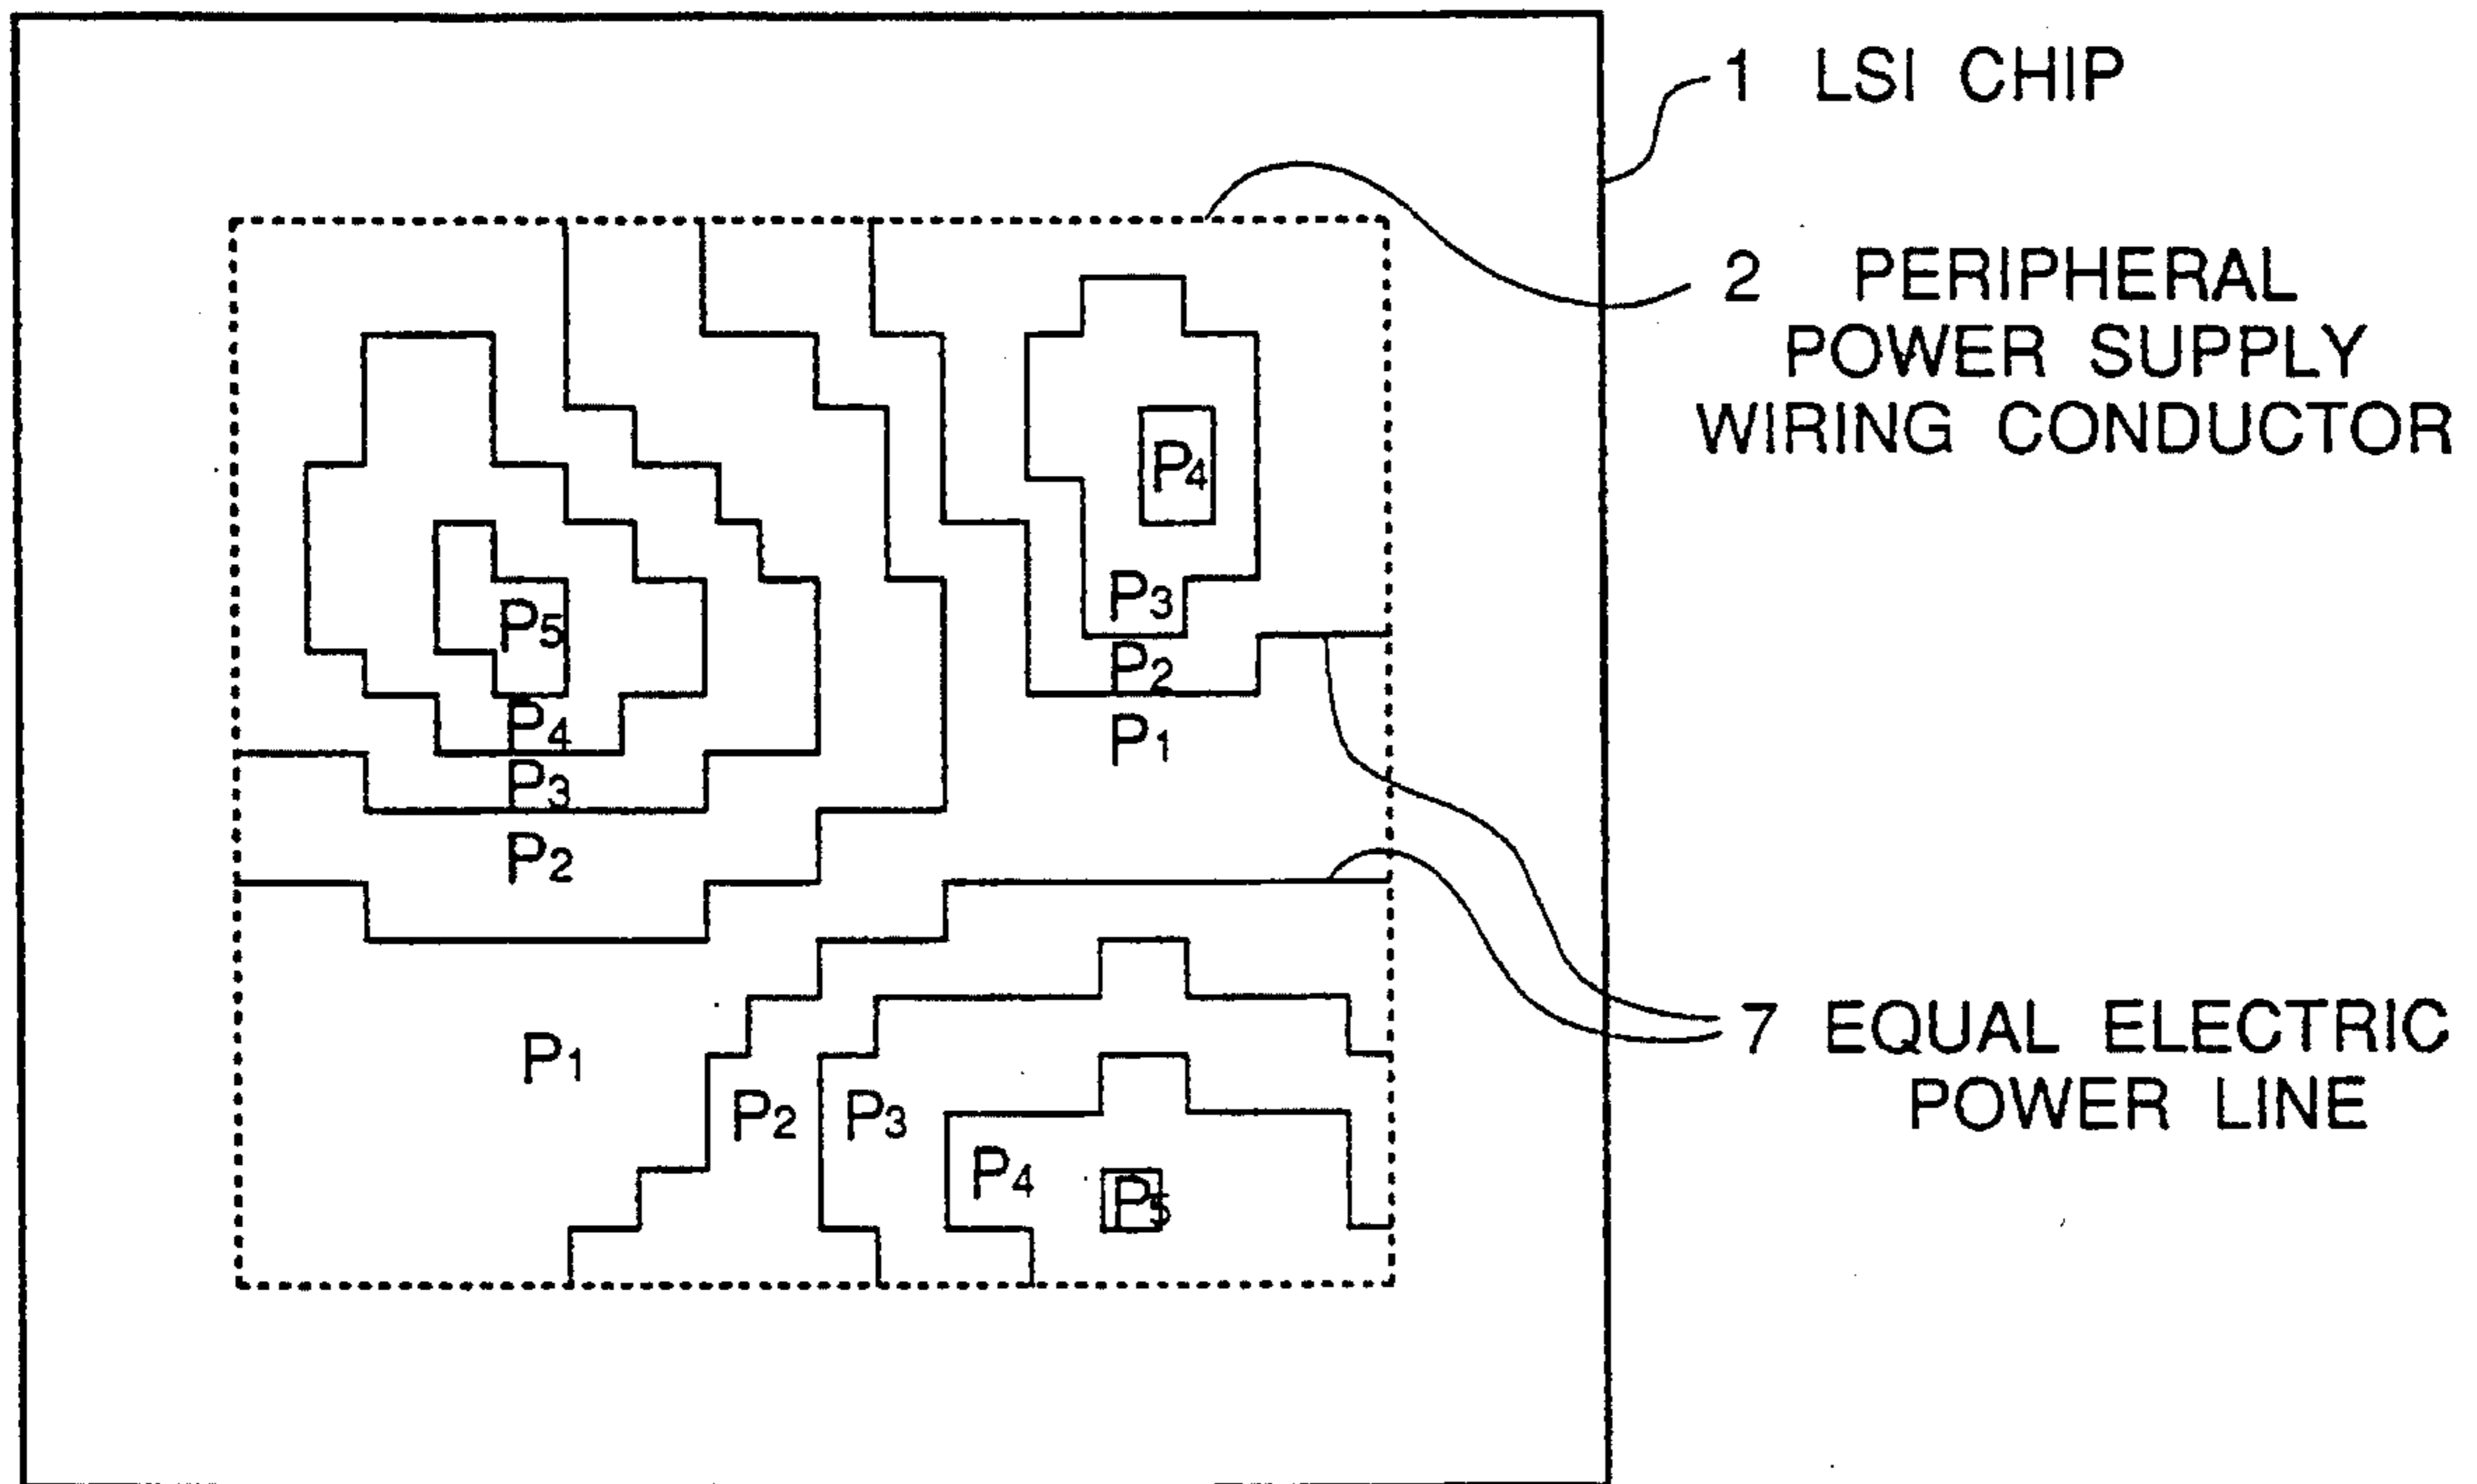 1 LSI CHIP
2 PERIPHERAL
POWER SUPPLY
WIRING CONDUCTOR
P4
P3
P2
P1
P5
P4
P3
P2
7 EQUAL ELECTRIC
POWER LINE
P1
P2
P3
P4
P5